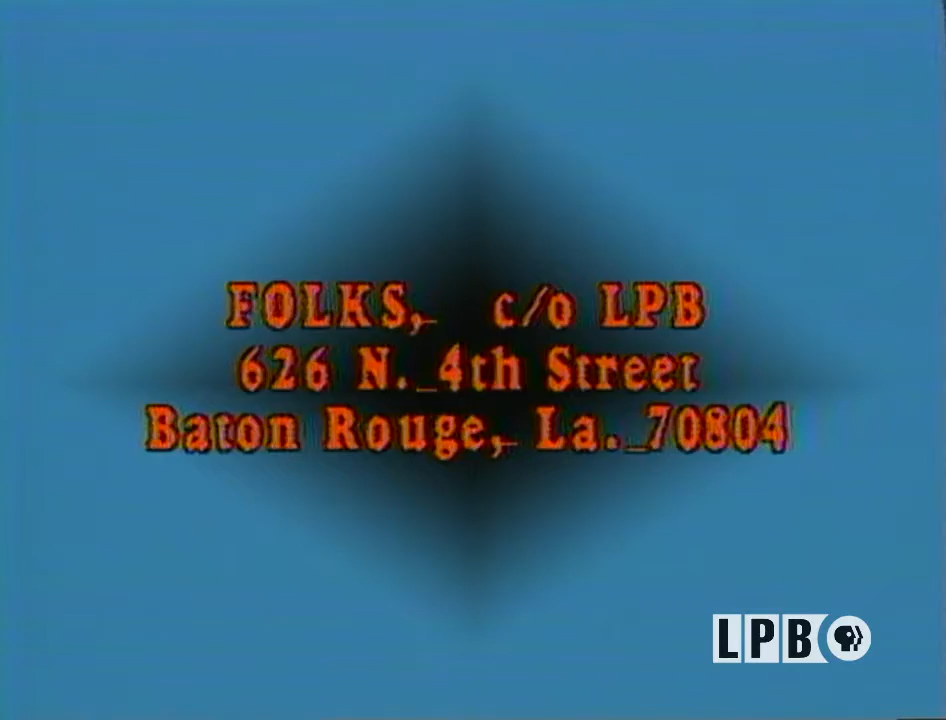 FOLKS, c/o LPB
626 N. 4th Street
Baton Rouge, La. 70804
LPB